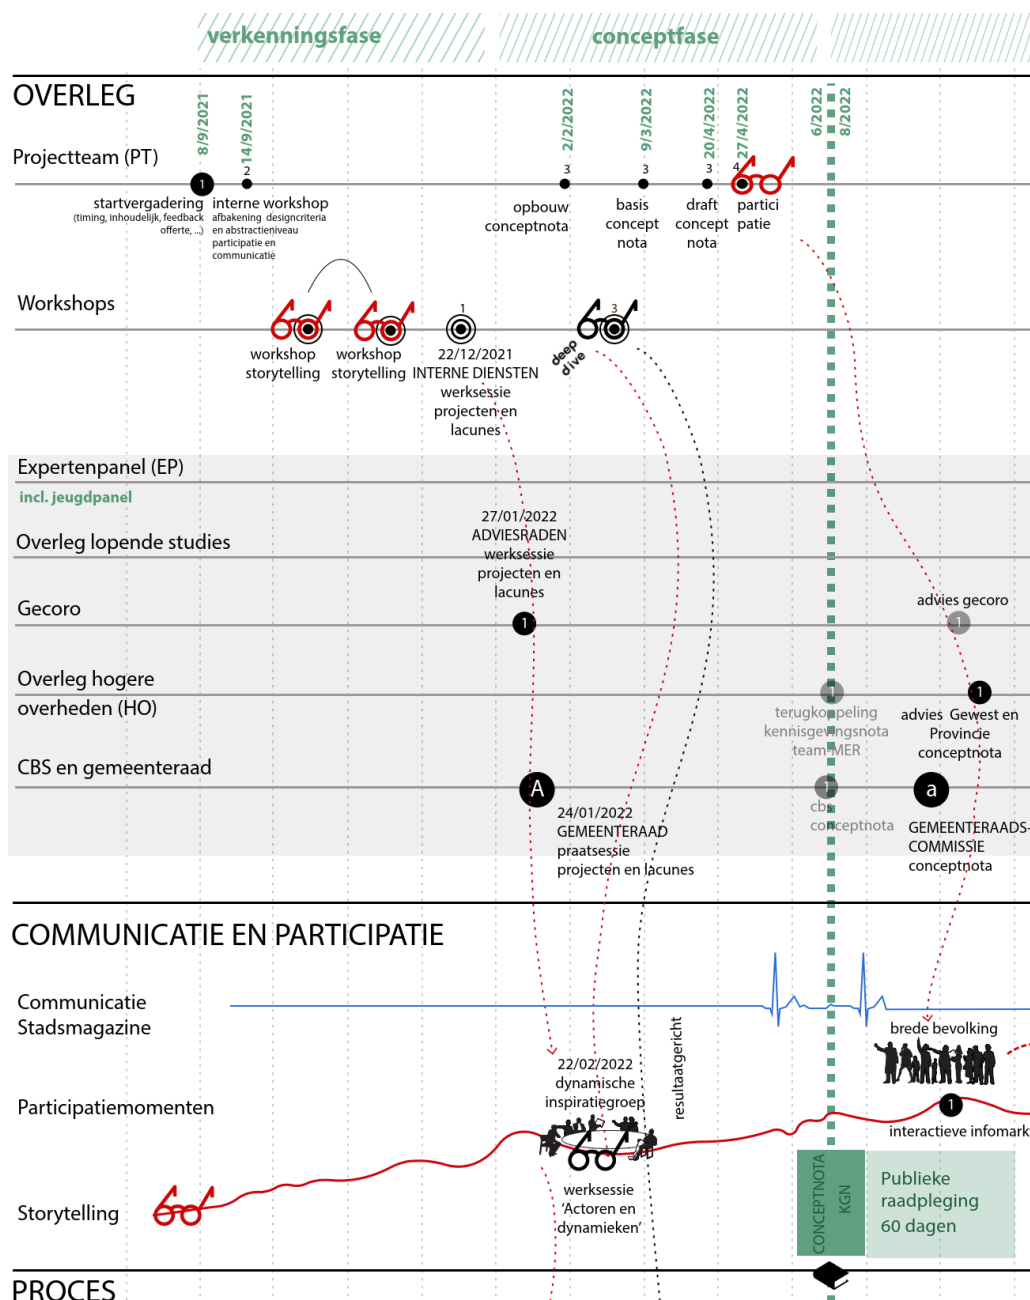 verkenningsfase
conceptfase
OVERLEG
8/9/2021
14/9/2021
2/2/2022
9/3/2022
20/4/2022
27/4/2022
6/2022
8/2022
Projectteam (PT)
1
2
3
3
3
4
startvergadering
(timing, inhoudelijk, feedback
offerte, ...)
interne workshop
afbakening designcriteria
en abstractieniveau
participatie en
communicatie
opbouw
conceptnota
basis
concept
nota
draft
concept
nota
partici
patie
Workshops
1
3
workshop
storytelling
workshop
storytelling
22/12/2021
INTERNE DIENSTEN
werksessie
projecten en
lacunes
deep
dive
Expertenpanel (EP)
incl. jeugdpanel
27/01/2022
ADVIESRADEN
werksessie
projecten en
lacunes
Overleg lopende studies
Gecoro
1
advies gecoro
1
Overleg hogere
overheden (HO)
1
terugkoppeling
kennisgevingsnota
team-MER
1
advies Gewest en
Provincie
conceptnota
CBS en gemeenteraad
A
24/01/2022
GEMEENTERAAD
praatsessie
projecten en lacunes
1
cbs
conceptnota
a
GEMEENTERAADS-
COMMISSIE
conceptnota
COMMUNICATIE EN PARTICIPATIE
Communicatie
Stadsmagazine
brede bevolking
resultaatgericht
22/02/2022
dynamische
inspiratiegroep
Participatiemomenten
1
interactieve infomark
werksessie
'Actoren en
dynamieken'
Storytelling
CONCEPTNOTA
KGN
Publieke
raadpleging
60 dagen
PROCES